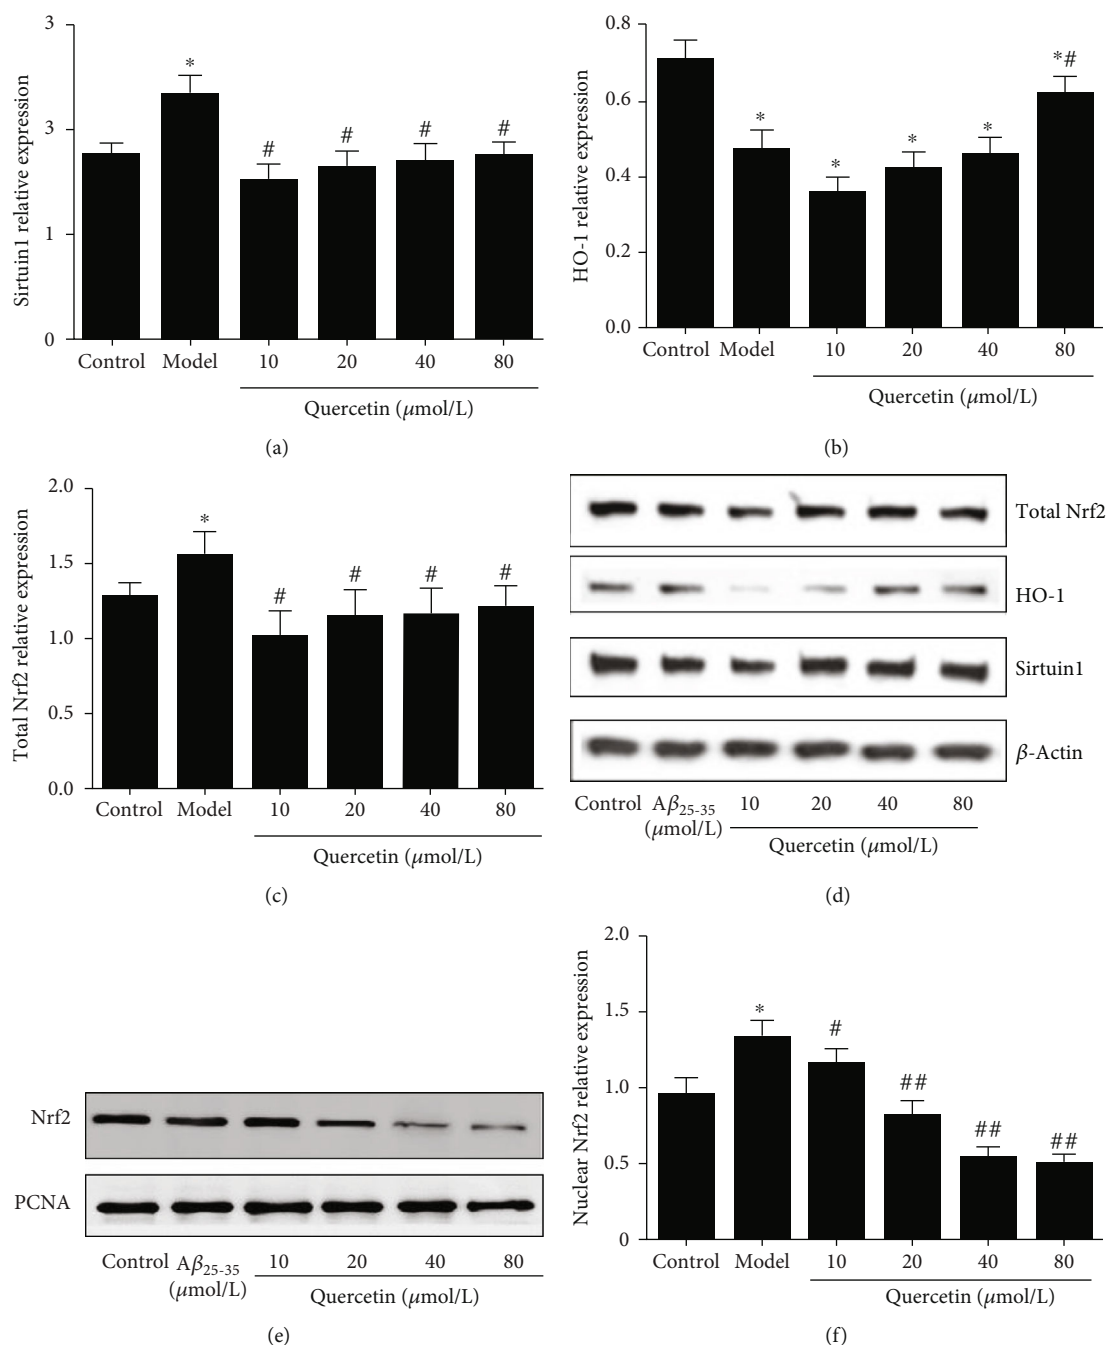 3
3
1
0
Sirtuin1 relative expression
*
#
#
#
#
Control Model 10 20 40 80
Quercetin (μmol/L)
(a)
0.8
0.6
0.4
0.2
0.0
HO-1 relative expression
*
*
*
*
*#
Control Model 10 20 40 80
Quercetin (μmol/L)
(b)
2.0
1.5
1.0
0.5
0.0
Total Nrf2 relative expression
*
#
#
#
#
Control Model 10 20 40 80
Quercetin (μmol/L)
(c)
Total Nrf2
HO-1
Sirtuin1
β-Actin
Control Aβ25-35 10 20 40 80
(μmol/L)
Quercetin (μmol/L)
(d)
Nrf2
PCNA
Control Aβ25-35 10 20 40 80
(μmol/L)
Quercetin (μmol/L)
(e)
2.0
1.5
1.0
0.5
0
Nuclear Nrf2 relative expression
*
#
##
##
##
Control Model 10 20 40 80
Quercetin (μmol/L)
(f)